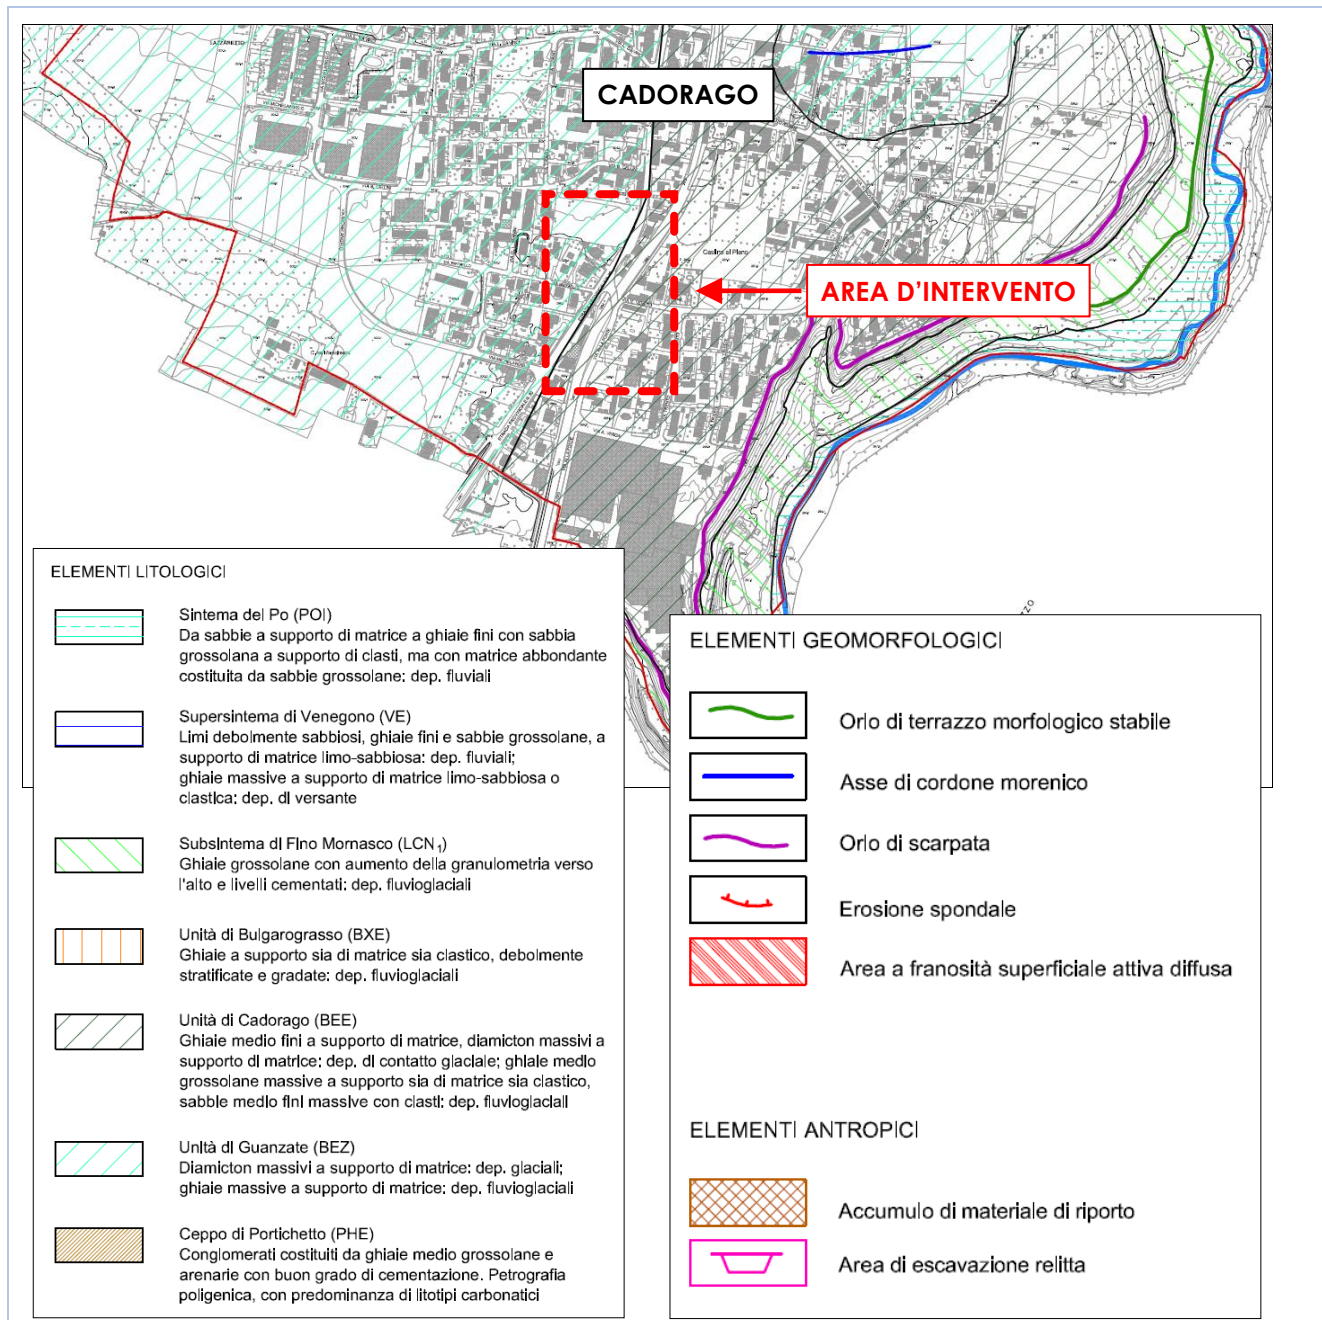 LAZZAMEZZO
CADORAGO
Caslino al Piano
AREA D'INTERVENTO
ELEMENTI LITOLOGICI
Sintema del Po (POI)
Da sabbie a supporto di matrice a ghiaie fini con sabbia
grossolana a supporto di clasti, ma con matrice abbondante
costituita da sabbie grossolane: dep. fluviali
Supersintema di Venegono (VE)
Limi debolmente sabbiosi, ghiaie fini e sabbie grossolane, a
supporto di matrice limo-sabbiosa: dep. fluviali;
ghiaie massive a supporto di matrice limo-sabbiosa o
clastica: dep. di versante
Subsintema di Fino Mornasco (LCN1)
Ghiaie grossolane con aumento della granulometria verso
l'alto e livelli cementati: dep. fluvioglaciali
Unità di Bulgarograsso (BXE)
Ghiaie a supporto sia di matrice sia clastico, debolmente
stratificate e gradate: dep. fluvioglaciali
Unità di Cadorago (BEE)
Ghiaie medio fini a supporto di matrice, diamicton massivi a
supporto di matrice: dep. di contatto glaciale; ghiaie medio
grossolane massive a supporto sia di matrice sia clastico,
sabbie medio fini massive con clasti: dep. fluvioglaciali
Unità di Guanzate (BEZ)
Diamicton massivi a supporto di matrice: dep. glaciali;
ghiaie massive a supporto di matrice: dep. fluvioglaciali
Ceppo di Portichetto (PHE)
Conglomerati costituiti da ghiaie medio grossolane e
arenarie con buon grado di cementazione. Petrografia
poligenica, con predominanza di litotipi carbonatici
ELEMENTI GEOMORFOLOGICI
Orlo di terrazzo morfologico stabile
Asse di cordone morenico
Orlo di scarpata
Erosione spondale
Area a franosità superficiale attiva diffusa
ELEMENTI ANTROPICI
Accumulo di materiale di riporto
Area di escavazione relitta